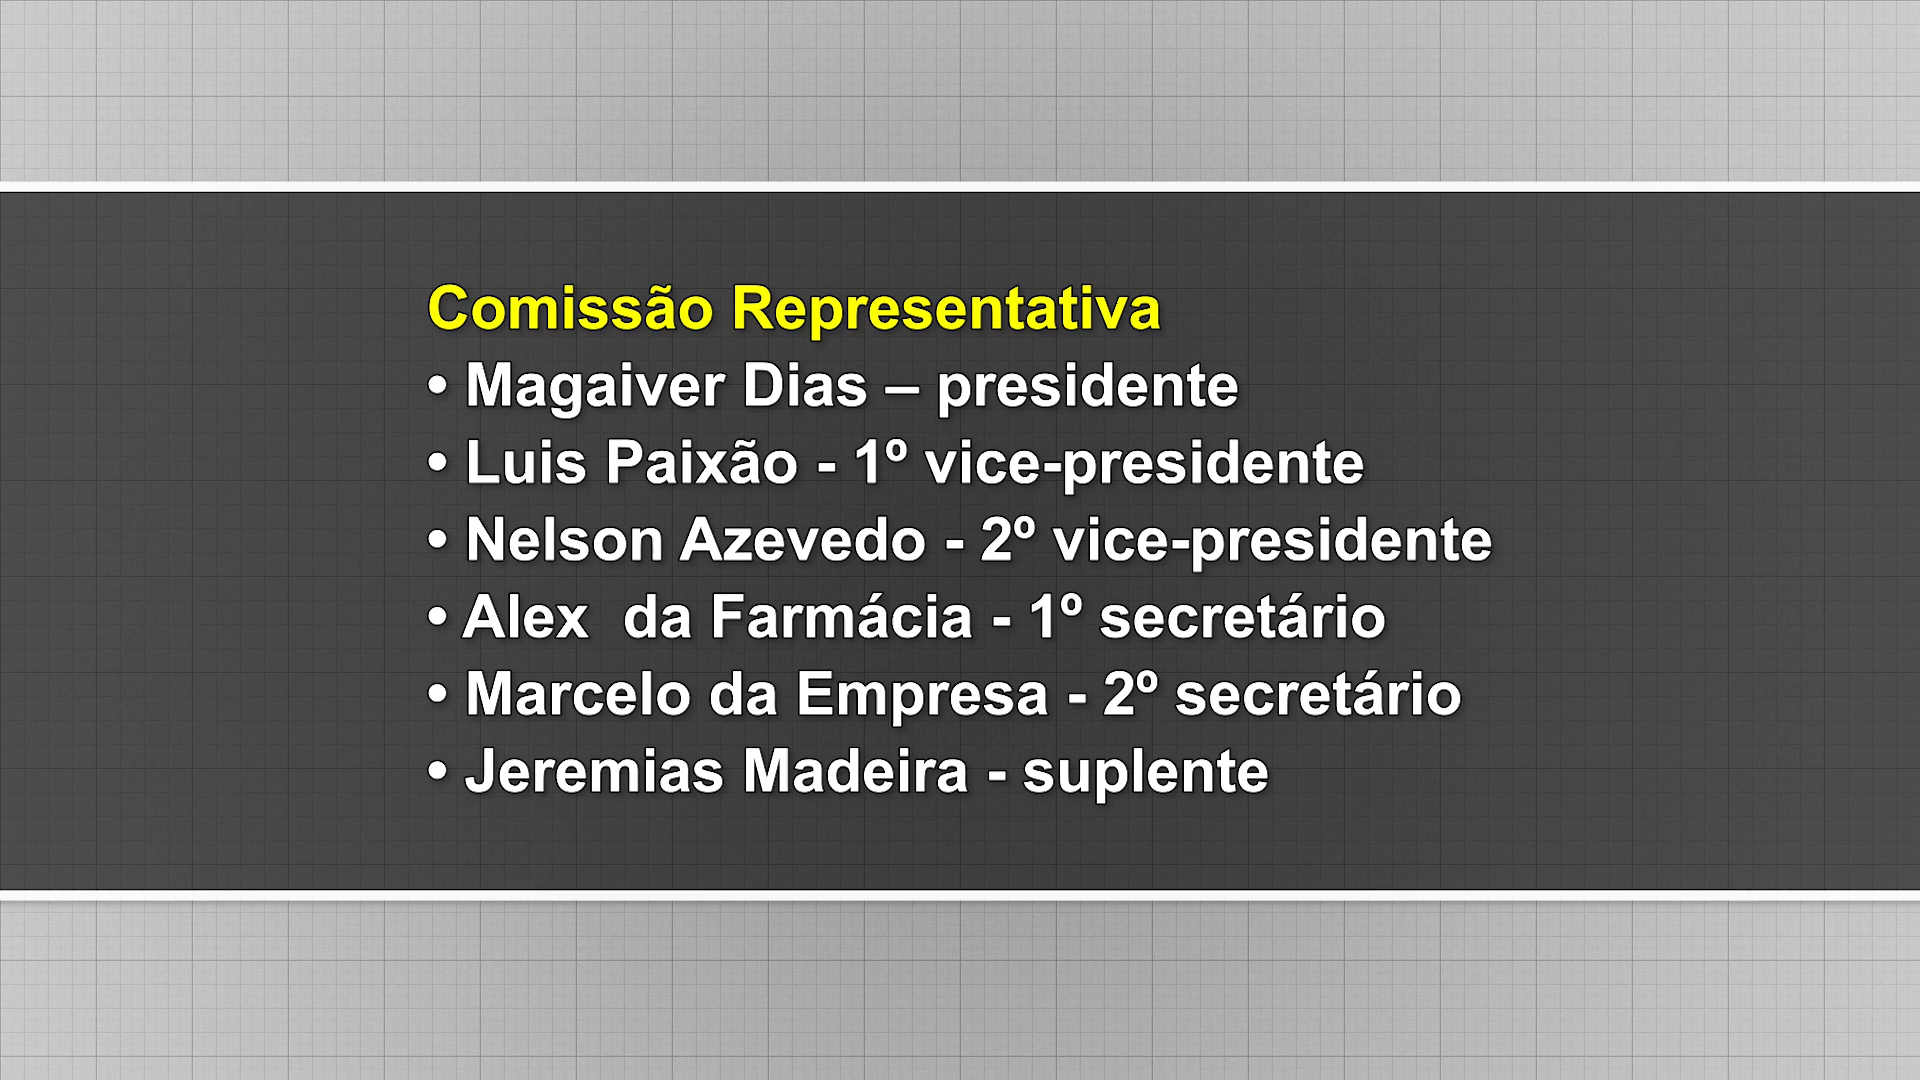 Comissão Representativa
• Magaiver Dias – presidente
• Luis Paixão - 1º vice-presidente
• Nelson Azevedo - 2º vice-presidente
• Alex  da Farmácia - 1º secretário
• Marcelo da Empresa - 2º secretário
• Jeremias Madeira - suplente